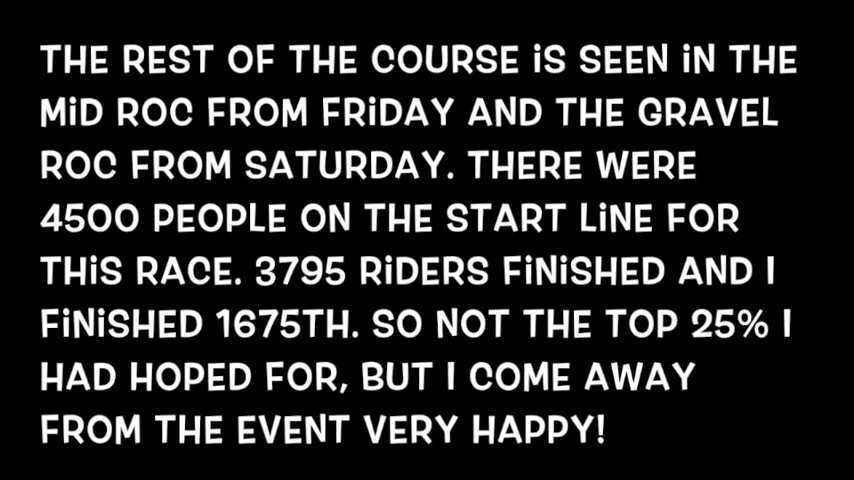 THE REST OF THE COURSE iS SEEN iN THE
MiD ROC FROM FRiDAY AND THE GRAVEL
ROC FROM SATURDAY. THERE WERE
4500 PEOPLE ON THE START LiNE FOR
THiS RACE. 3795 RiDERS FiNiSHED AND I
FiNiSHED 1675TH. SO NOT THE TOP 25% I
HAD HOPED FOR, BUT I COME AWAY
FROM THE EVENT VERY HAPPY!